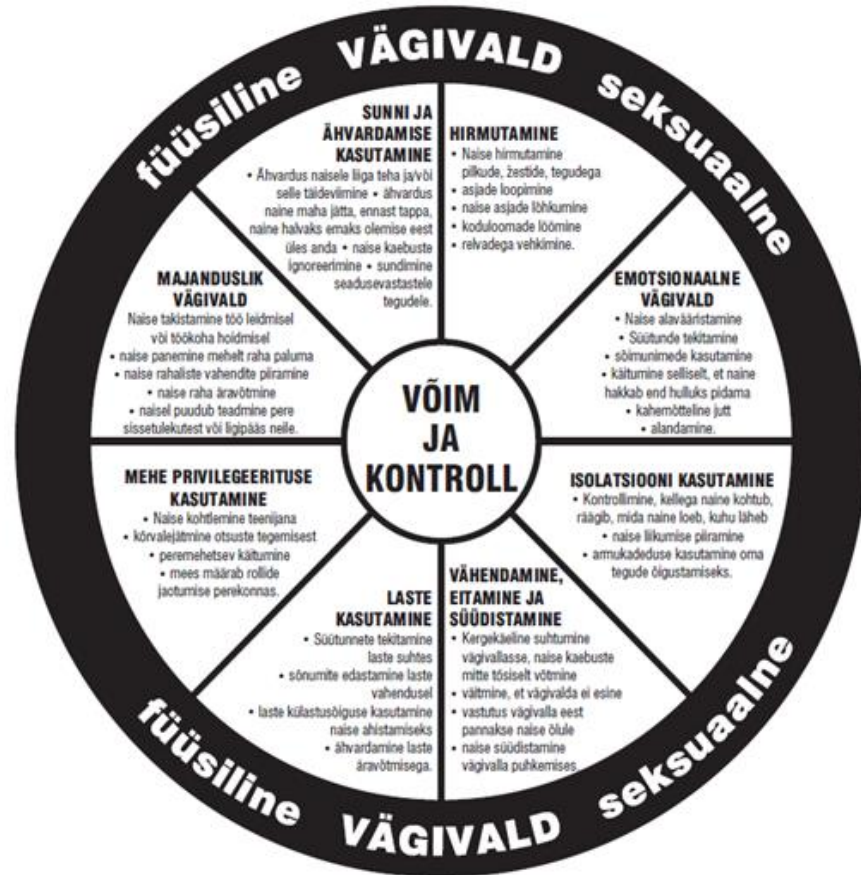 füüsiline VÄGIVALD seksuaalne
SUNNI JA
ÄHVARDAMISE
KASUTAMINE
• Ähvardus naisele liiga teha ja/või
selle täideviimine • ähvardus
naine maha jätta, ennast tappa,
naine halvaks emaks olemise eest
üles anda • naise kaebuste
ignoreerimine • sundimine
seadusevastastele
tegudele.
HIRMUTAMINE
• Naise hirmutamine
pilkude, žestide, tegudega
• asjade loopimine
• naise asjade lõhkumine
• koduloomade löömine
• relvadega vehkimine.
EMOTSIONAALNE
VÄGIVALD
• Naise alavääristamine
• Süütunde tekitamine
• sõimunimede kasutamine
• käitumine selliselt, et naine
hakkab end hulluks pidama
• kahemõtteline jutt
• alandamine.
ISOLATSIOONI KASUTAMINE
• Kontrollimine, kellega naine kohtub,
räägib, mida naine loeb, kuhu läheb
• naise liikumise piiramine
• armukadeduse kasutamine oma
tegude õigustamiseks.
VÄHENDAMINE,
EITAMINE JA
SÜÜDISTAMINE
• Kergekäeline suhtumine
vägivallasse, naise kaebuste
mitte tõsiselt võtmine
• väitmine, et vägivalda ei esine
• vastutus vägivalla eest
pannakse naise õlule
• naise süüdistamine
vägivalla puhkemises.
LASTE
KASUTAMINE
• Süütunnete tekitamine
laste suhtes
• sõnumite edastamine laste
vahendusel
• laste külastusõiguse kasutamine
naise ahistamiseks
• ähvardamine laste
äravõtmisega.
MEHE PRIVILEGEERITUSE
KASUTAMINE
• Naise kohtlemine teenijana
• kõrvalejätmine otsuste tegemisest
• peremehetsev käitumine
• mees määrab rollide
jaotumise perekonnas.
MAJANDUSLIK
VÄGIVALD
Naise takistamine töö leidmisel
või töökoha hoidmisel
• naise panemine mehelt raha paluma
• naise rahaliste vahendite piiramine
• naise raha äravõtmine
• naisel puudub teadmine pere
sissetulekutest või ligipääs neile.
VÕIM
JA
KONTROLL
füüsiline VÄGIVALD seksuaalne